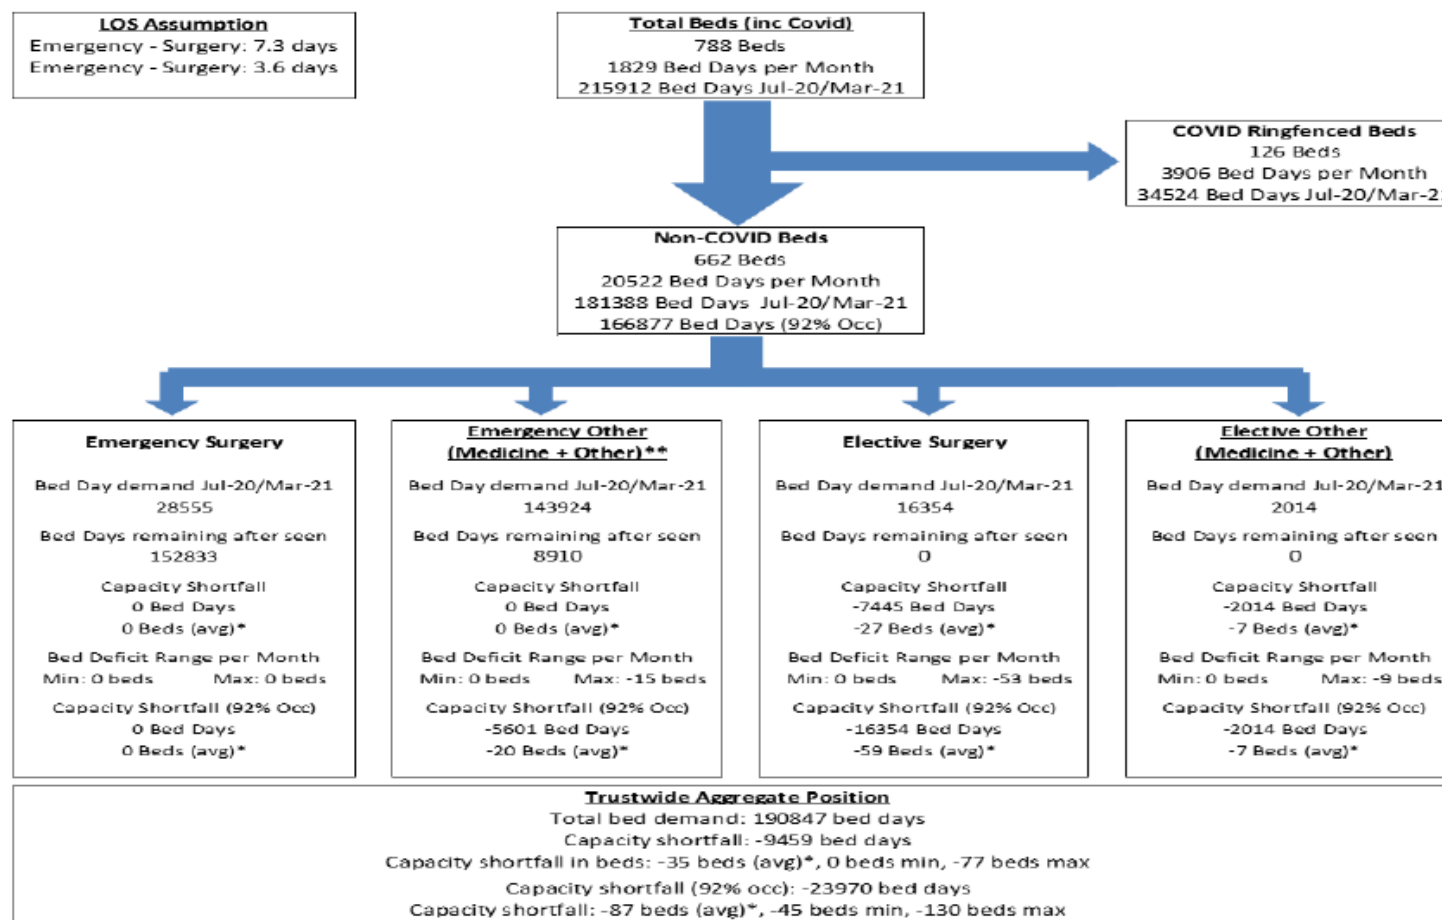 LOS Assumption
Emergency - Surgery: 7.3 days
Emergency - Surgery: 3.6 days
Total Beds (inc Covid)
788 Beds
1829 Bed Days per Month
215912 Bed Days Jul-20/Mar-21
COVID Ringfenced Beds
126 Beds
3906 Bed Days per Month
34524 Bed Days Jul-20/Mar-21
Non-COVID Beds
662 Beds
20522 Bed Days per Month
181388 Bed Days Jul-20/Mar-21
166877 Bed Days (92% Occ)
Emergency Surgery
Bed Day demand Jul-20/Mar-21
28555
Bed Days remaining after seen
152833
Capacity Shortfall
0 Bed Days
0 Beds (avg)*
Bed Deficit Range per Month
Min: 0 beds Max: 0 beds
Capacity Shortfall (92% Occ)
0 Bed Days
0 Beds (avg)*
Emergency Other
(Medicine + Other)**
Bed Day demand Jul-20/Mar-21
143924
Bed Days remaining after seen
8910
Capacity Shortfall
0 Bed Days
0 Beds (avg)*
Bed Deficit Range per Month
Min: 0 beds Max: -15 beds
Capacity Shortfall (92% Occ)
-5601 Bed Days
-20 Beds (avg)*
Elective Surgery
Bed Day demand Jul-20/Mar-21
16354
Bed Days remaining after seen
0
Capacity Shortfall
-7445 Bed Days
-27 Beds (avg)*
Bed Deficit Range per Month
Min: 0 beds Max: -53 beds
Capacity Shortfall (92% Occ)
-16354 Bed Days
-59 Beds (avg)*
Elective Other
(Medicine + Other)
Bed Day demand Jul-20/Mar-21
2014
Bed Days remaining after seen
0
Capacity Shortfall
-2014 Bed Days
-7 Beds (avg)*
Bed Deficit Range per Month
Min: 0 beds Max: -9 beds
Capacity Shortfall (92% Occ)
-2014 Bed Days
-7 Beds (avg)*
Trustwide Aggregate Position
Total bed demand: 190847 bed days
Capacity shortfall: -9459 bed days
Capacity shortfall in beds: -35 beds (avg)*, 0 beds min, -77 beds max
Capacity shortfall (92% occ): -23970 bed days
Capacity shortfall: -87 beds (avg)*, -45 beds min, -130 beds max